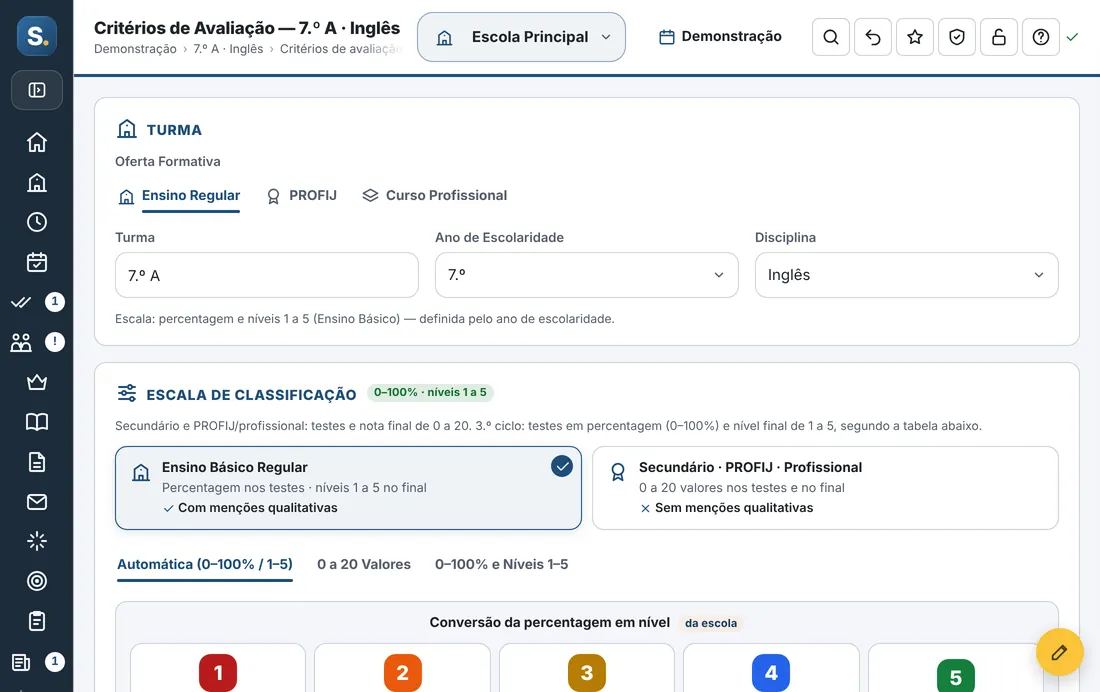 S.
Critérios de Avaliação — 7.º A · Inglês
Demonstração › 7.º A · Inglês › Critérios de avaliação
Escola Principal
Demonstração
1
!
1
TURMA
Oferta Formativa
Ensino Regular PROFIJ Curso Profissional
Turma Ano de Escolaridade Disciplina
7.º A 7.º Inglês
Escala: percentagem e níveis 1 a 5 (Ensino Básico) — definida pelo ano de escolaridade.
ESCALA DE CLASSIFICAÇÃO 0–100% · níveis 1 a 5
Secundário e PROFIJ/profissional: testes e nota final de 0 a 20. 3.º ciclo: testes em percentagem (0–100%) e nível final de 1 a 5, segundo a tabela abaixo.
Ensino Básico Regular
Percentagem nos testes · níveis 1 a 5 no final
Com menções qualitativas
Secundário · PROFIJ · Profissional
0 a 20 valores nos testes e no final
Sem menções qualitativas
Automática (0–100% / 1–5) 0 a 20 Valores 0–100% e Níveis 1–5
Conversão da percentagem em nível da escola
1 2 3 4 5